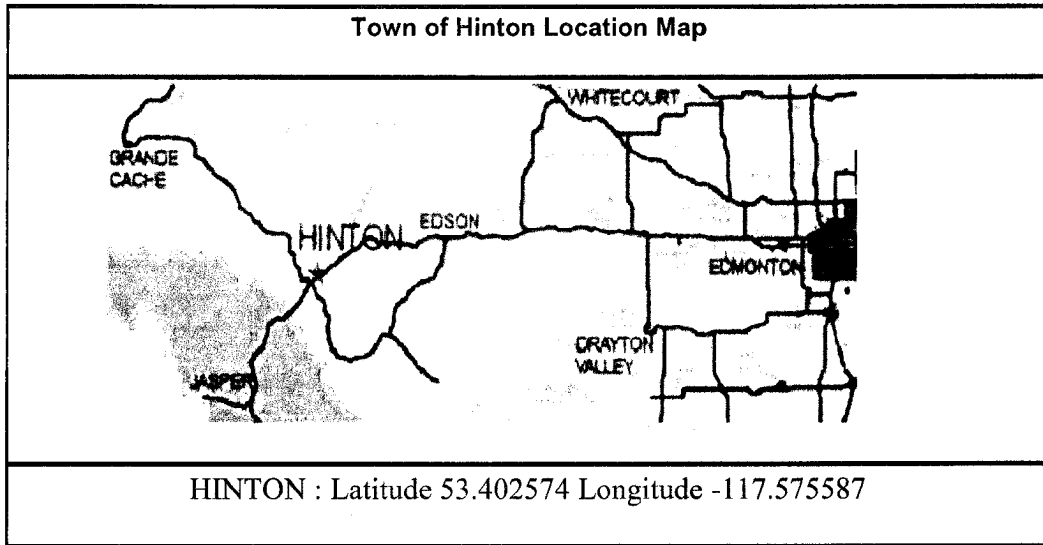 Town of Hinton Location Map
WHITECOURT
GRANDE
CACHE
HINTON
EDSON
EDMONTON
DRAYTON
VALLEY
JASPER
HINTON : Latitude 53.402574 Longitude -117.575587